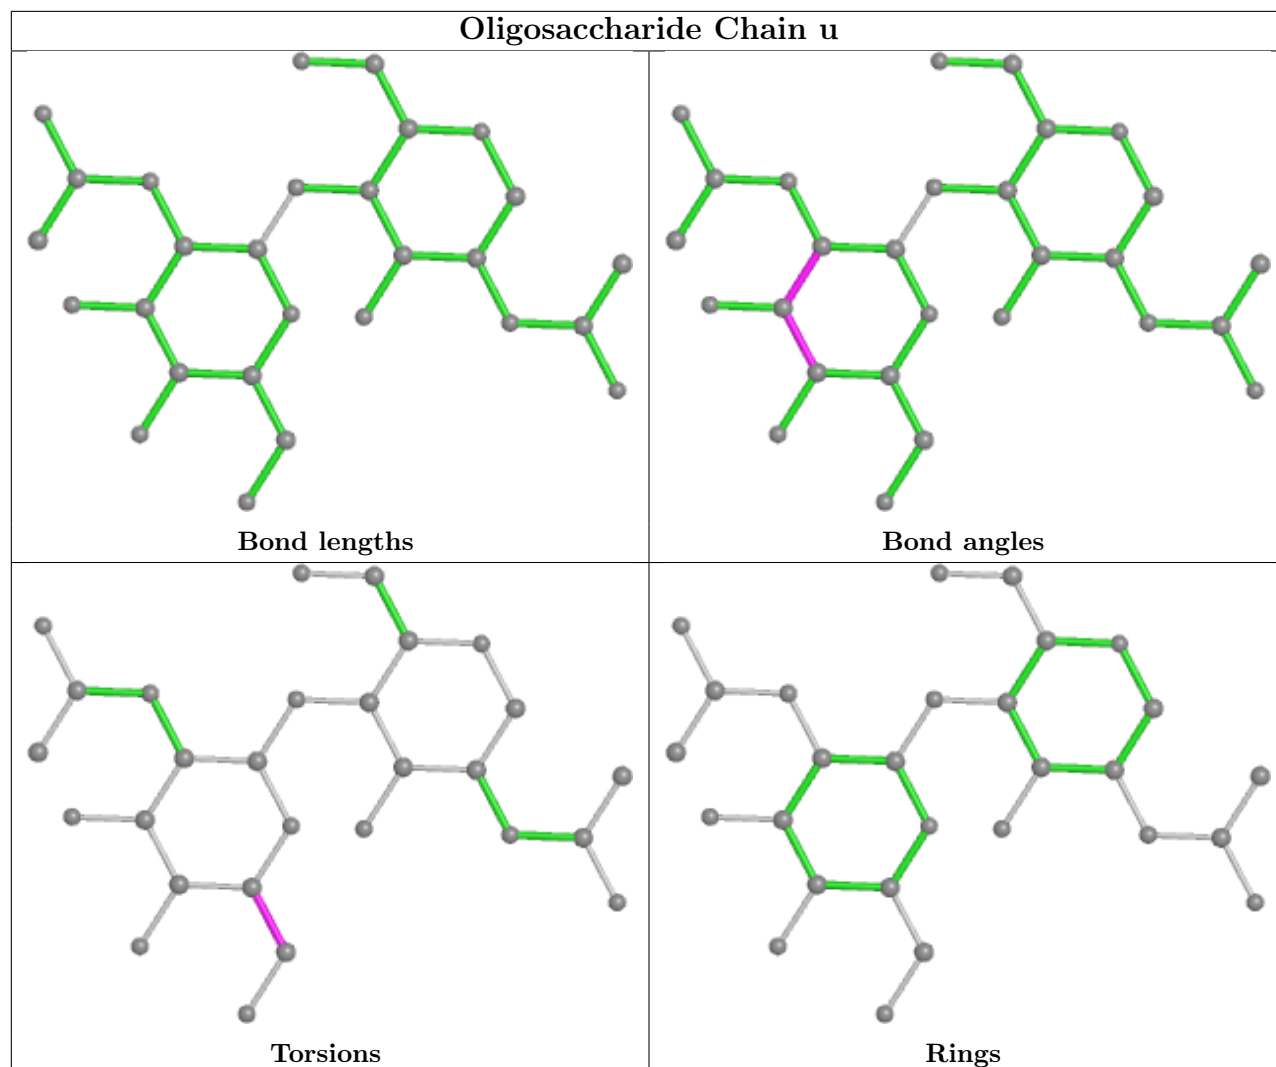 Oligosaccharide Chain u
Bond lengths
Bond angles
Torsions
Rings